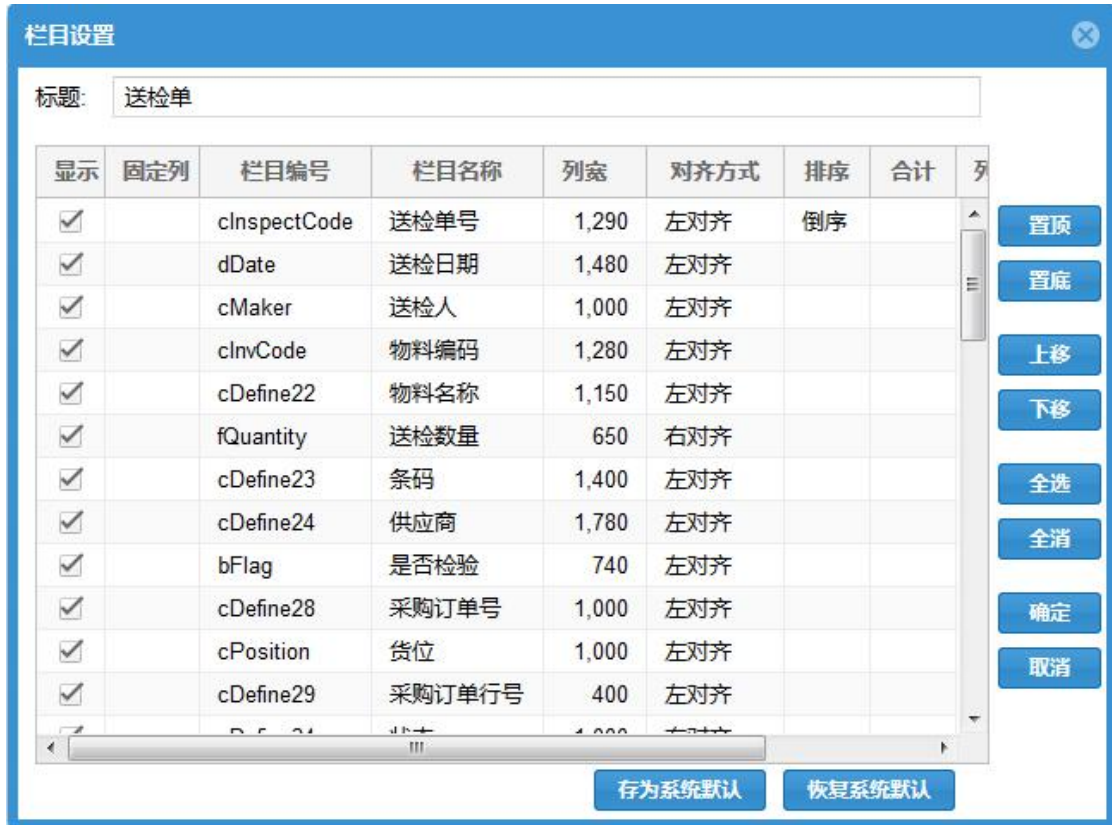 栏目设置
标题: 送检单
显示 固定列 栏目编号 栏目名称 列宽 对齐方式 排序 合计
cInspectCode 送检单号 1,290 左对齐 倒序
dDate 送检日期 1,480 左对齐
cMaker 送检人 1,000 左对齐
cInvCode 物料编码 1,280 左对齐
cDefine22 物料名称 1,150 左对齐
fQuantity 送检数量 650 右对齐
cDefine23 条码 1,400 左对齐
cDefine24 供应商 1,780 左对齐
bFlag 是否检验 740 左对齐
cDefine28 采购订单号 1,000 左对齐
cPosition 货位 1,000 左对齐
cDefine29 采购订单行号 400 左对齐
置顶
置底
上移
下移
全选
全消
确定
取消
存为系统默认 恢复系统默认